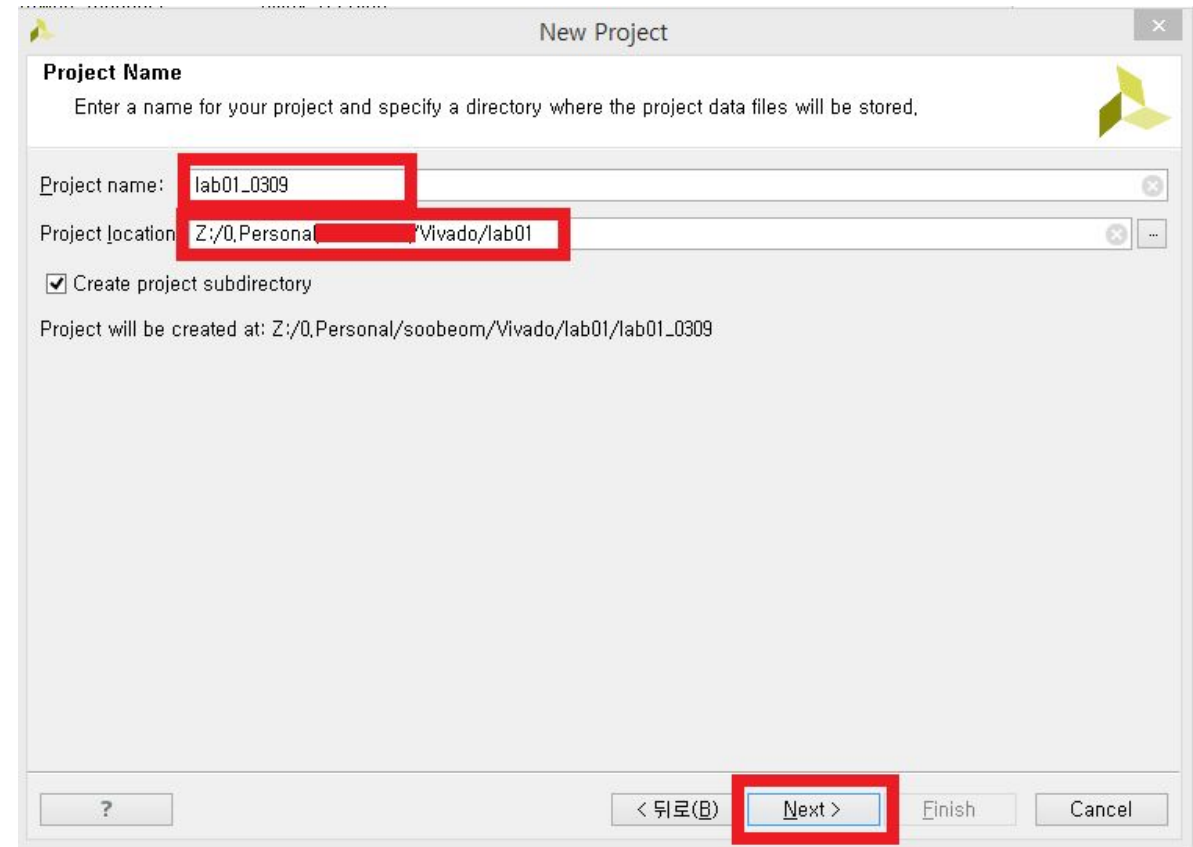 New Project
Project Name
Enter a name for your project and specify a directory where the project data files will be stored,
Project name: lab01_0309
Project location Z:/0,Personal /Vivado/lab01
...
Create project subdirectory
Project will be created at: Z:/0,Personal/soobeom/Vivado/lab01/lab01_0309
? < 뒤로(B) Next > Finish Cancel